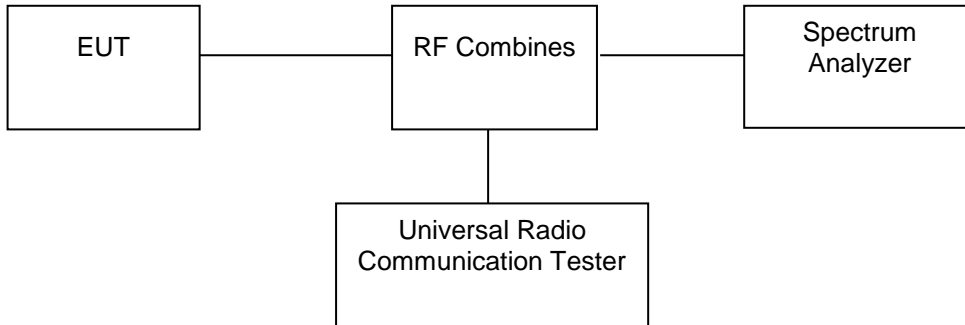 EUT
RF Combines
Spectrum
Analyzer
Universal Radio
Communication Tester